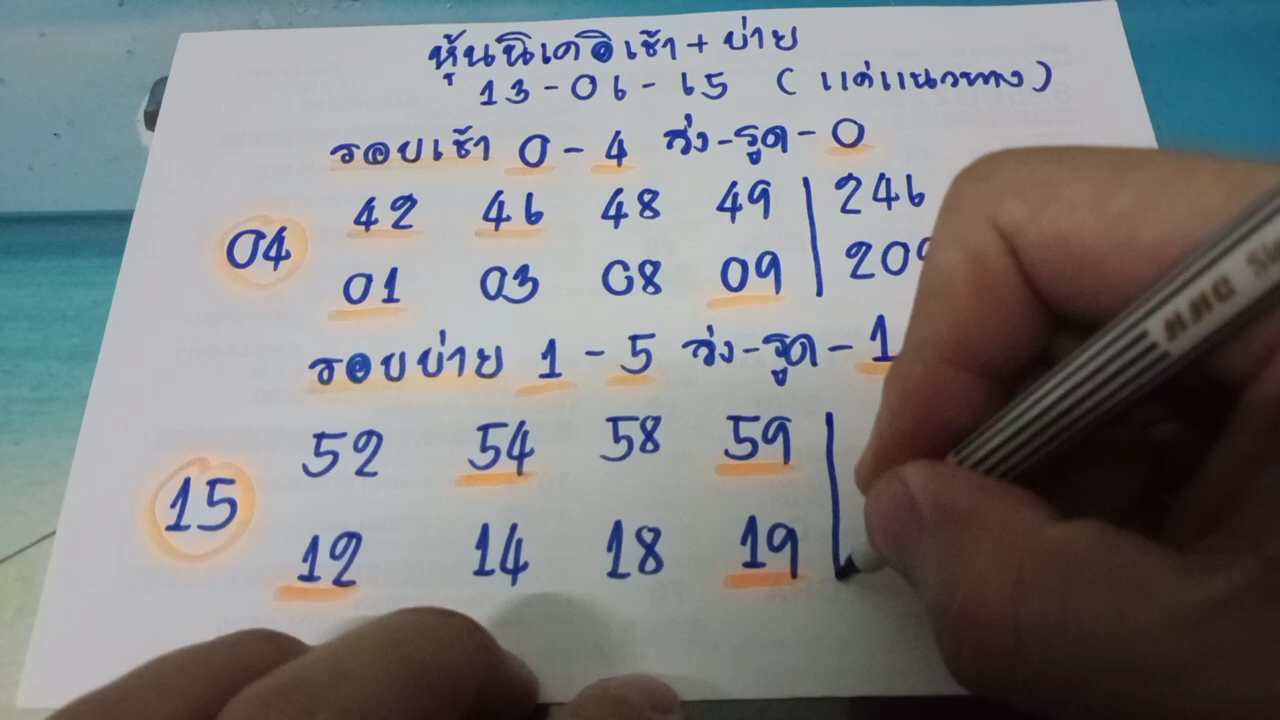 หุ้นนิเคอิเช้า + บ่าย
13-06-65 (แค่แนวทาง)
รอบเช้า 0-4 วิ่ง-รูด-0
04
42 46 48 49 246
01 03 08 09 209
รอบบ่าย 1-5 วิ่ง-รูด-1
15
52 54 58 59
12 14 18 19